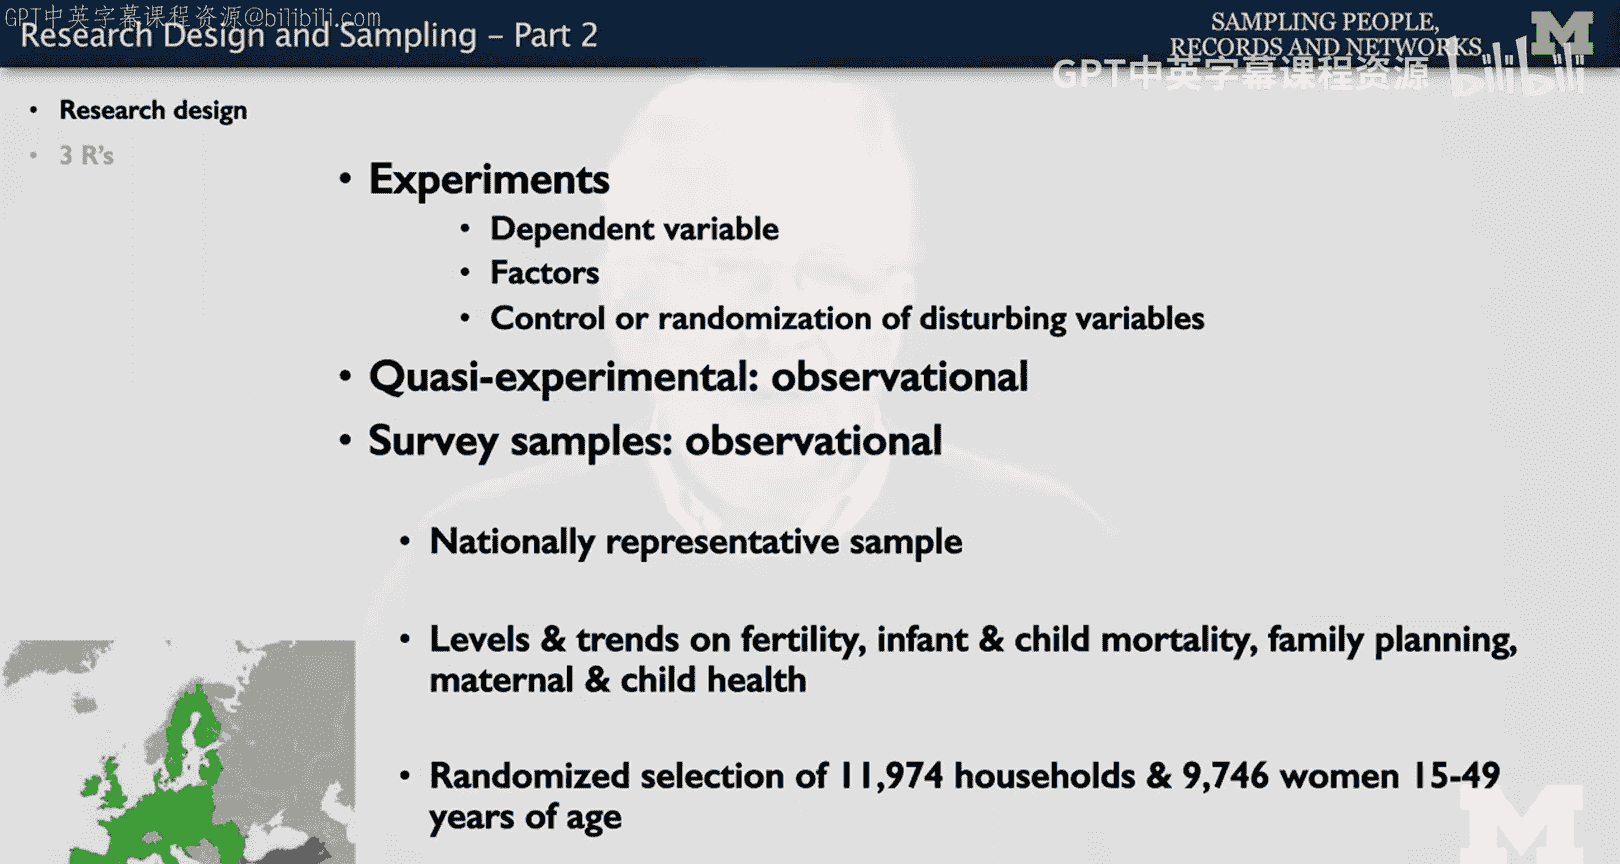 GPT中英字幕课程资源@bilibili.com
Research Design and Sampling – Part 2
SAMPLING PEOPLE,
RECORDS AND NETWORKS
M
GPT中英字幕课程资源 bilibili
• Research design
• 3 R's
• Experiments
• Dependent variable
• Factors
• Control or randomization of disturbing variables
• Quasi-experimental: observational
• Survey samples: observational
• Nationally representative sample
• Levels & trends on fertility, infant & child mortality, family planning,
maternal & child health
• Randomized selection of 11,974 households & 9,746 women 15-49
years of age
M